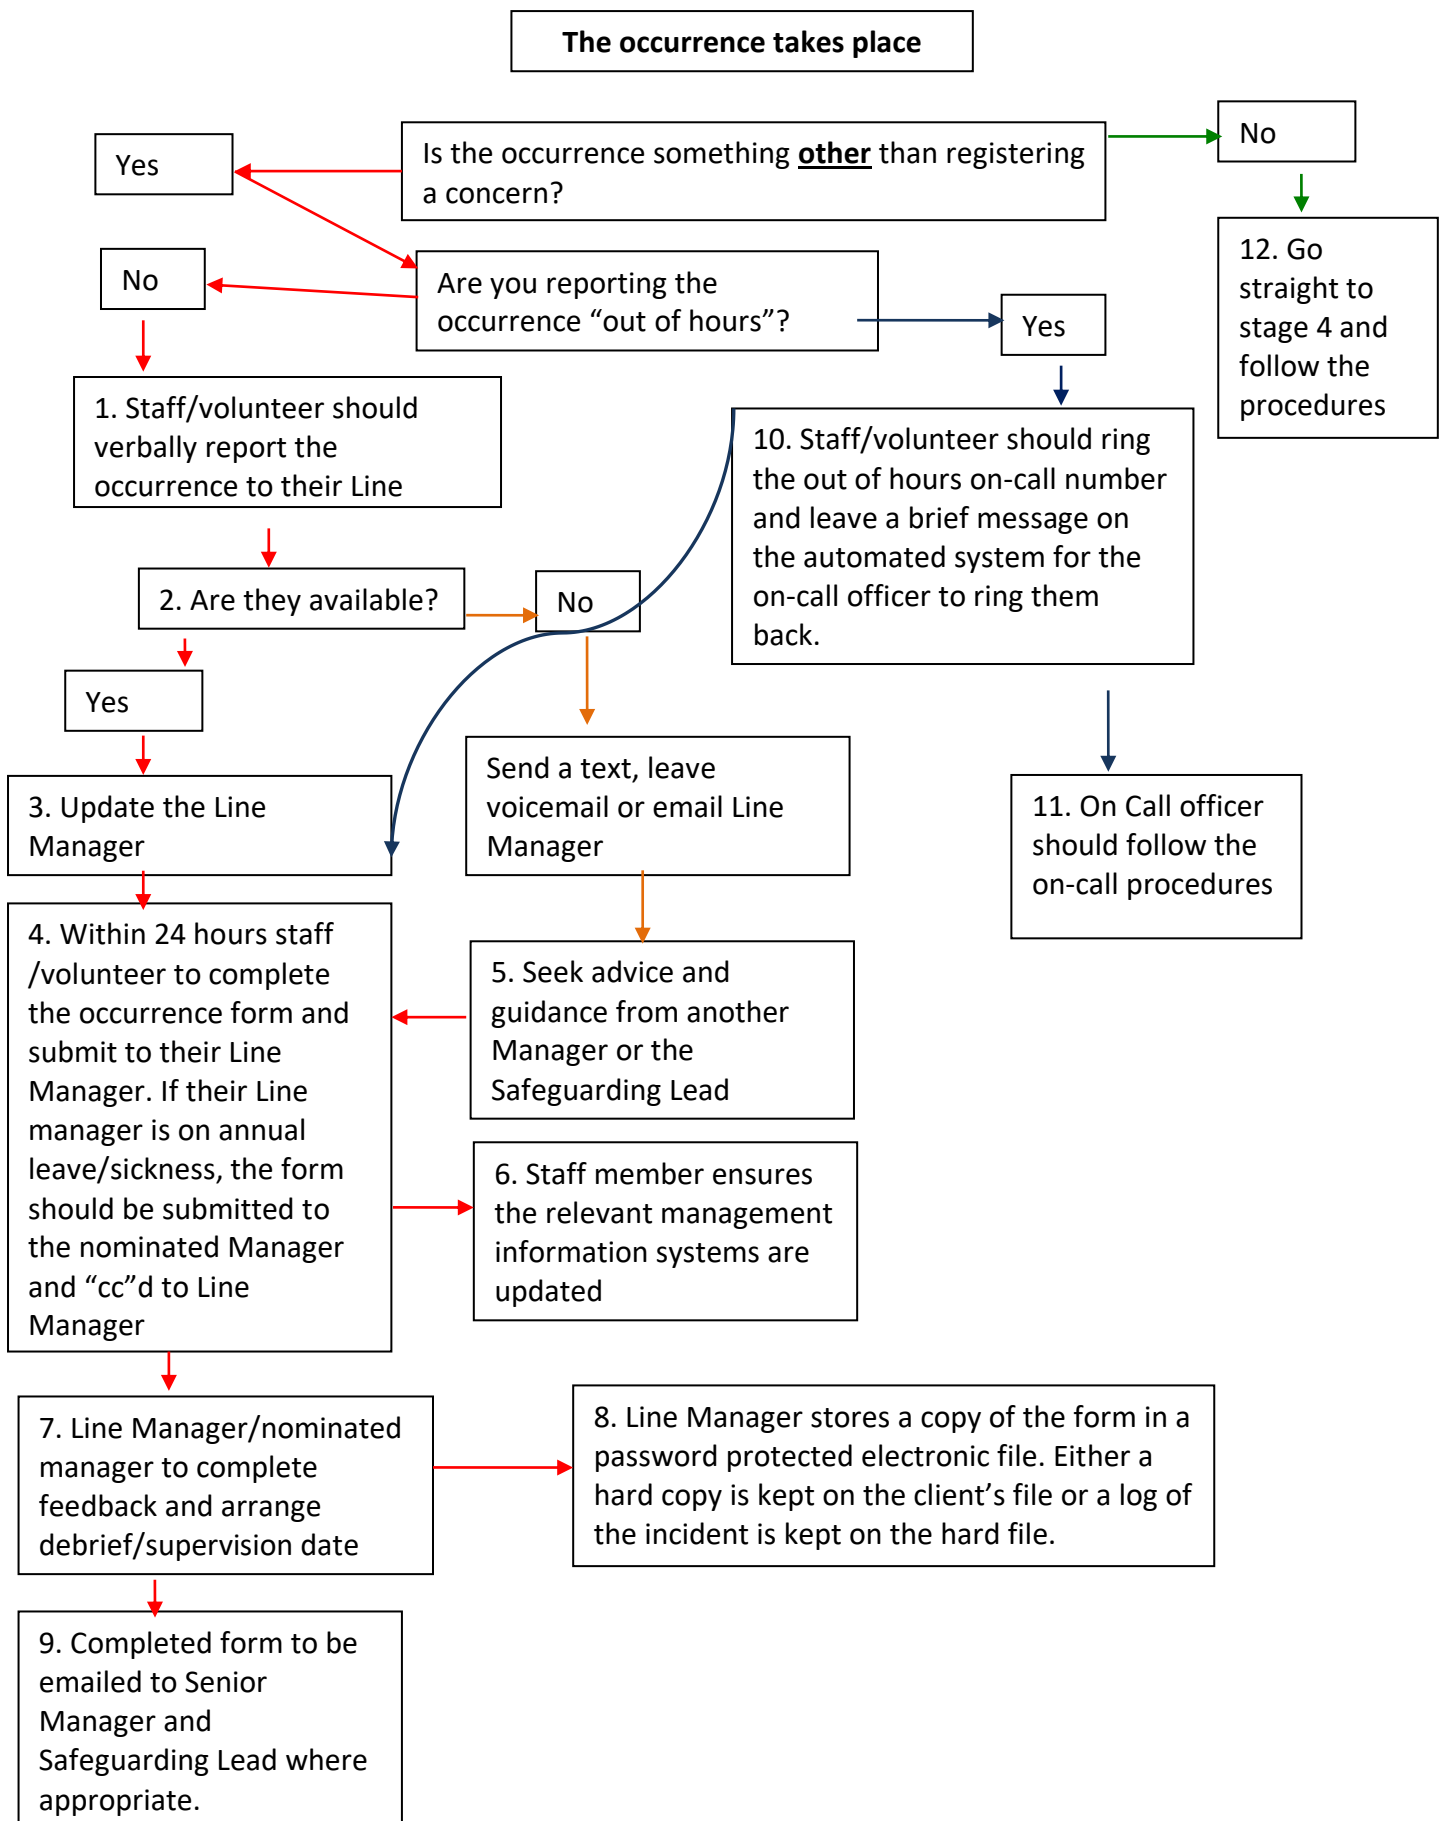 The occurrence takes place
Is the occurrence something other than registering
a concern?
Yes
No
12. Go
straight to
stage 4 and
follow the
procedures
Are you reporting the
occurrence “out of hours”?
No
Yes
1. Staff/volunteer should
verbally report the
occurrence to their Line
10. Staff/volunteer should ring
the out of hours on-call number
and leave a brief message on
the automated system for the
on-call officer to ring them
back.
2. Are they available?
No
Yes
Send a text, leave
voicemail or email Line
Manager
3. Update the Line
Manager
11. On Call officer
should follow the
on-call procedures
4. Within 24 hours staff
/volunteer to complete
the occurrence form and
submit to their Line
Manager. If their Line
manager is on annual
leave/sickness, the form
should be submitted to
the nominated Manager
and “cc”d to Line
Manager
5. Seek advice and
guidance from another
Manager or the
Safeguarding Lead
6. Staff member ensures
the relevant management
information systems are
updated
7. Line Manager/nominated
manager to complete
feedback and arrange
debrief/supervision date
8. Line Manager stores a copy of the form in a
password protected electronic file. Either a
hard copy is kept on the client’s file or a log of
the incident is kept on the hard file.
9. Completed form to be
emailed to Senior
Manager and
Safeguarding Lead where
appropriate.